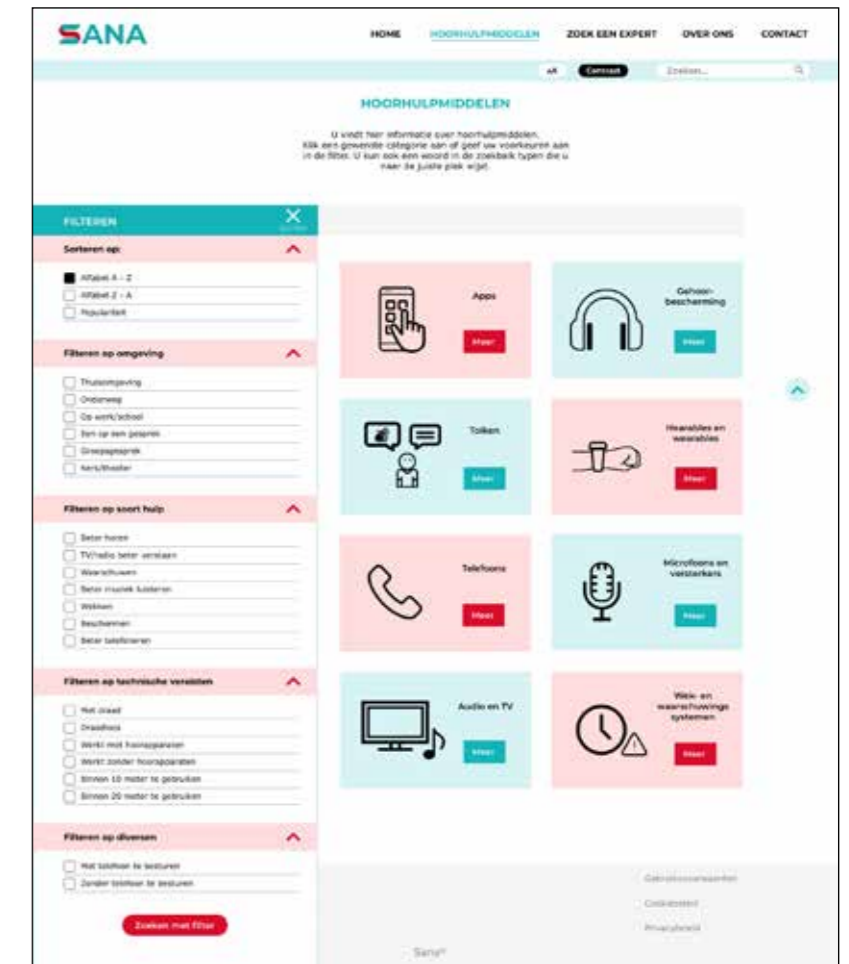 SANA
HOME HOORHULPMIDDELEN ZOEK EEN EXPERT OVER ONS CONTACT
Contrast Zoeken...
HOORHULPMIDDELEN
U vindt hier informatie over hoorhulpmiddelen.
Klik een gewenste categorie aan of geef uw voorkeuren aan
in de filter. U kun ook een woord in de zoekbalk typen die u
naar de juiste plek wijst.
FILTEREN
Sorteren op:
Alfabet A - Z
Alfabet Z - A
Populariteit
Filteren op omgeving
Thuisomgeving
Onderweg
Op werk/school
Een op een gesprek
Groepsgesprek
Kerk/theater
Filteren op soort hulp
Beter horen
TV/radio beter verstaan
Waarschuwen
Beter muziek luisteren
Wekken
Beschermen
Beter telefoneren
Filteren op technische vereisten
Met draad
Draadloos
Werkt met hoorapparaten
Werkt zonder hoorapparaten
Binnen 10 meter te gebruiken
Binnen 20 meter te gebruiken
Filteren op diversen
Met telefoon te besturen
Zonder telefoon te besturen
Zoeken met filter
Apps
Meer
Gehoor-
bescherming
Meer
Tolken
Meer
Hearables en
wearables
Meer
Telefoons
Meer
Microfoons en
versterkers
Meer
Audio en TV
Meer
Wek- en
waarschuwings
systemen
Meer
Gebruiksvoorwaarden
Cookiebeleid
Privacybeleid